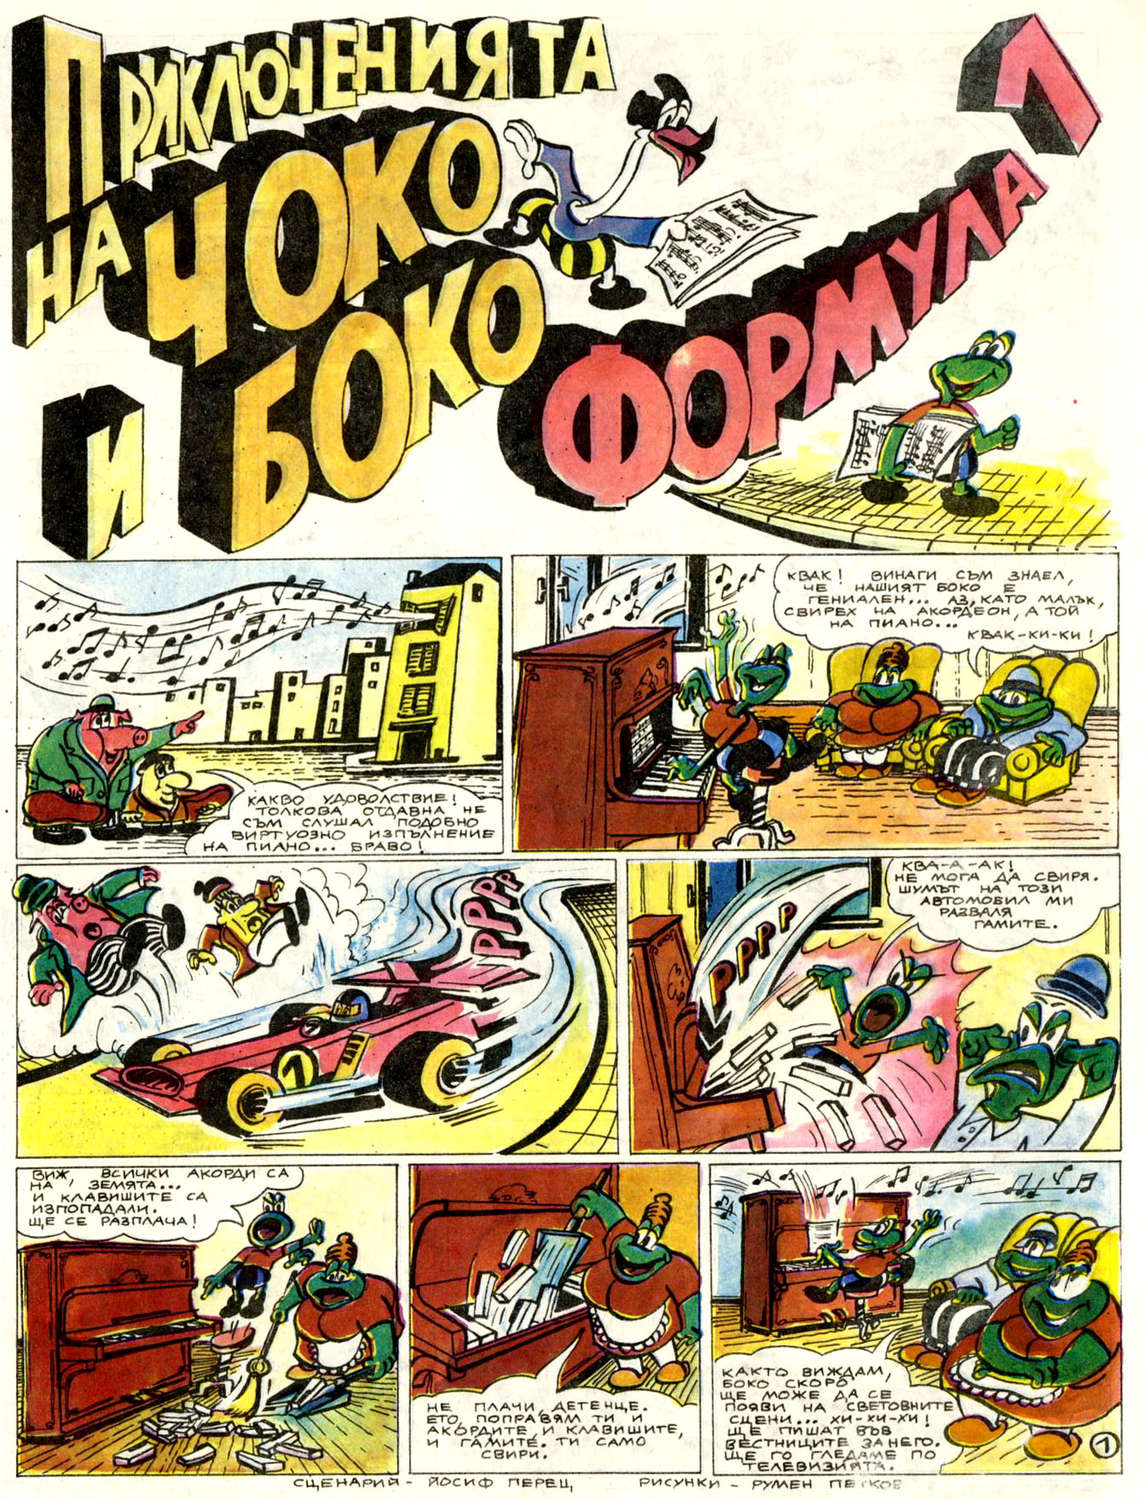 ПРИКЛЮЧЕНИЯТА
НА ЧОКО
И БОКО
ФОРМУЛА 1
КАКВО УДОВОЛСТВИЕ!
ТОЛКОВА ОТДАВНА НЕ
СЪМ СЛУШАЛ ПОДОБНО
ВИРТУОЗНО ИЗПЪЛНЕНИЕ
НА ПИАНО... БРАВО!
КВАК! ВИНАГИ СЪМ ЗНАЕЛ,
ЧЕ НАШИЯТ БОКО Е
ГЕНИАЛЕН... АЗ, КАТО МАЛЪК,
СВИРЕХ НА АКОРДЕОН, А ТОЙ
НА ПИАНО...
КВАК-КИ-КИ!
ЪРРРР
1
1
РРРР
КВА-А-АК!
НЕ МОГА ДА СВИРЯ.
ШУМЪТ НА ТОЗИ
АВТОМОБИЛ МИ
РАЗВАЛЯ
ГАМИТЕ.
ВИЖ, ВСИЧКИ АКОРДИ СА
НА ЗЕМЯТА...
И КЛАВИШИТЕ СА
ИЗПОПАДАЛИ.
ЩЕ СЕ РАЗПЛАЧА!
НЕ ПЛАЧИ, ДЕТЕНЦЕ.
ЕТО, ПОПРАВЯМ ТИ И
АКОРДИТЕ, И КЛАВИШИТЕ,
И ГАМИТЕ. ТИ САМО
СВИРИ.
КАКТО ВИЖДАМ,
БОКО СКОРО
ЩЕ МОЖЕ ДА СЕ
ПОЯВИ НА СВЕТОВНИТЕ
СЦЕНИ... ХИ-ХИ-ХИ!
ЩЕ ПИШАТ ВЪВ
ВЕСТНИЦИТЕ ЗА НЕГО.
ЩЕ ГО ГЛЕДАМЕ ПО
ТЕЛЕВИЗИЯТА.
1
СЦЕНАРИЙ - ЙОСИФ ПЕРЕЦ РИСУНКИ - РУМЕН ПЕТКОВ